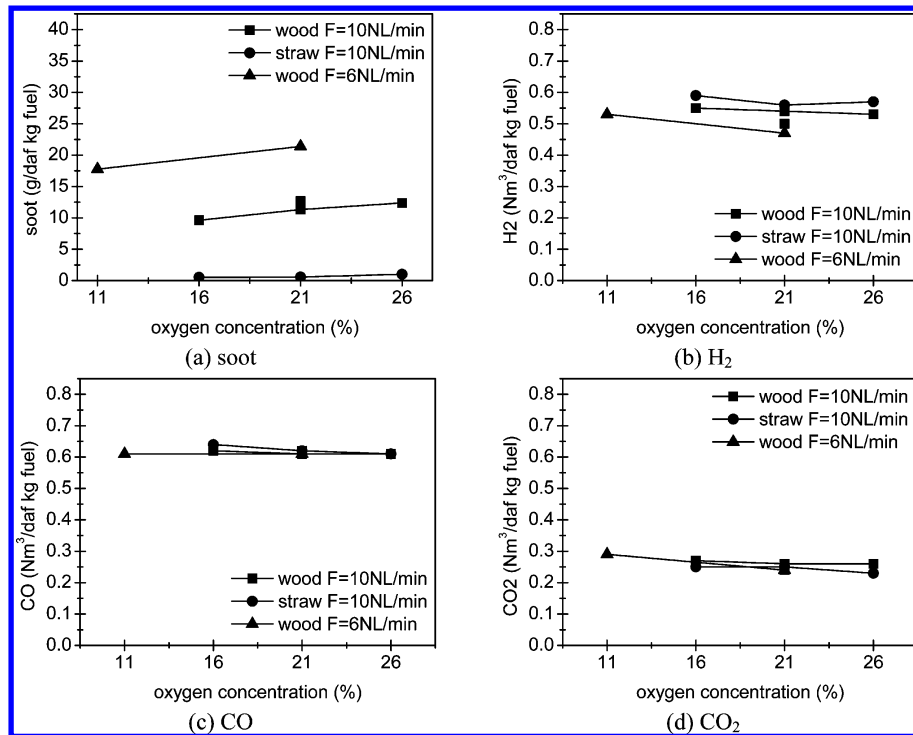 40
35
30
25
20
15
10
5
0
soot (g/daf kg fuel)
wood F=10NL/min
straw F=10NL/min
wood F=6NL/min
11 16 21 26
oxygen concentration (%)
(a) soot
0.8
0.7
0.6
0.5
0.4
0.3
0.2
0.1
0.0
H2 (Nm³/daf kg fuel)
wood F=10NL/min
straw F=10NL/min
wood F=6NL/min
11 16 21 26
oxygen concentration (%)
(b) H₂
0.8
0.7
0.6
0.5
0.4
0.3
0.2
0.1
0.0
CO (Nm³/daf kg fuel)
wood F=10NL/min
straw F=10NL/min
wood F=6NL/min
11 16 21 26
oxygen concentration (%)
(c) CO
0.8
0.7
0.6
0.5
0.4
0.3
0.2
0.1
0.0
CO2 (Nm³/daf kg fuel)
wood F=10NL/min
straw F=10NL/min
wood F=6NL/min
11 16 21 26
oxygen concentration (%)
(d) CO₂